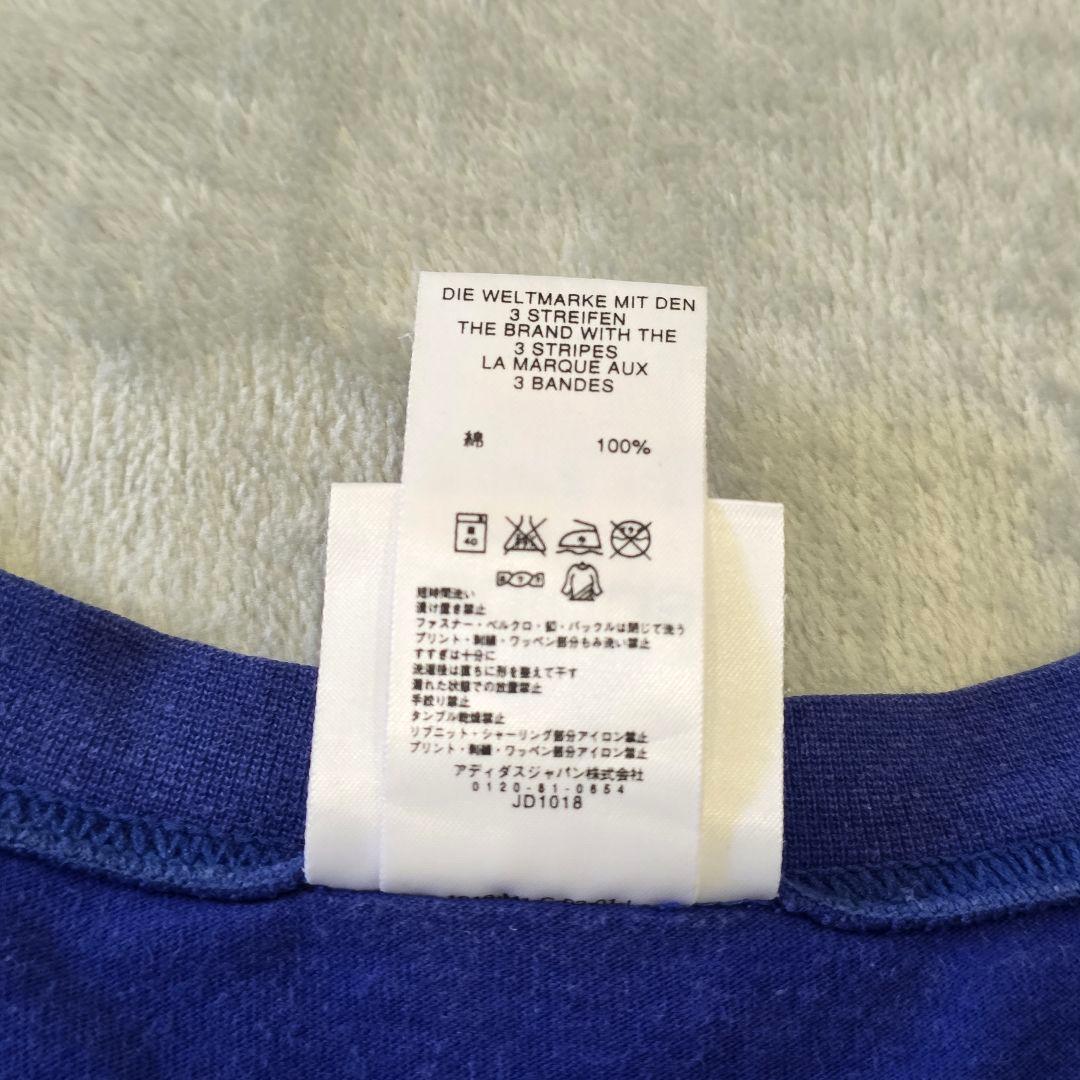 DIE WELTMARKE MIT DEN
3 STREIFEN
THE BRAND WITH THE
3 STRIPES
LA MARQUE AUX
3 BANDES
綿 100%
40
短時間洗い
漬け置き禁止
ファスナー・ベルクロ・釦・バックルは閉じて洗う
プリント・刺繍・ワッペン部分もみ洗い禁止
すすぎは十分に
洗濯後は直ちに形を整えて干す
濡れた状態での放置禁止
手絞り禁止
タンブル乾燥禁止
リブニット・シャーリング部分アイロン禁止
プリント・刺繍・ワッペン部分アイロン禁止
アディダスジャパン株式会社
0120-81-0654
JD1018